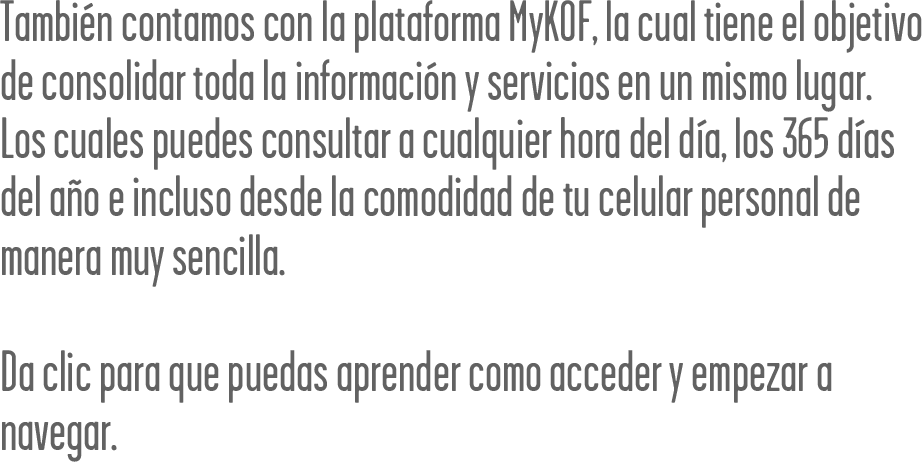 También contamos con la plataforma MyKOF, la cual tiene el objetivo
de consolidar toda la información y servicios en un mismo lugar.
Los cuales puedes consultar a cualquier hora del día, los 365 días
del año e incluso desde la comodidad de tu celular personal de
manera muy sencilla.
Da clic para que puedas aprender como acceder y empezar a
navegar.